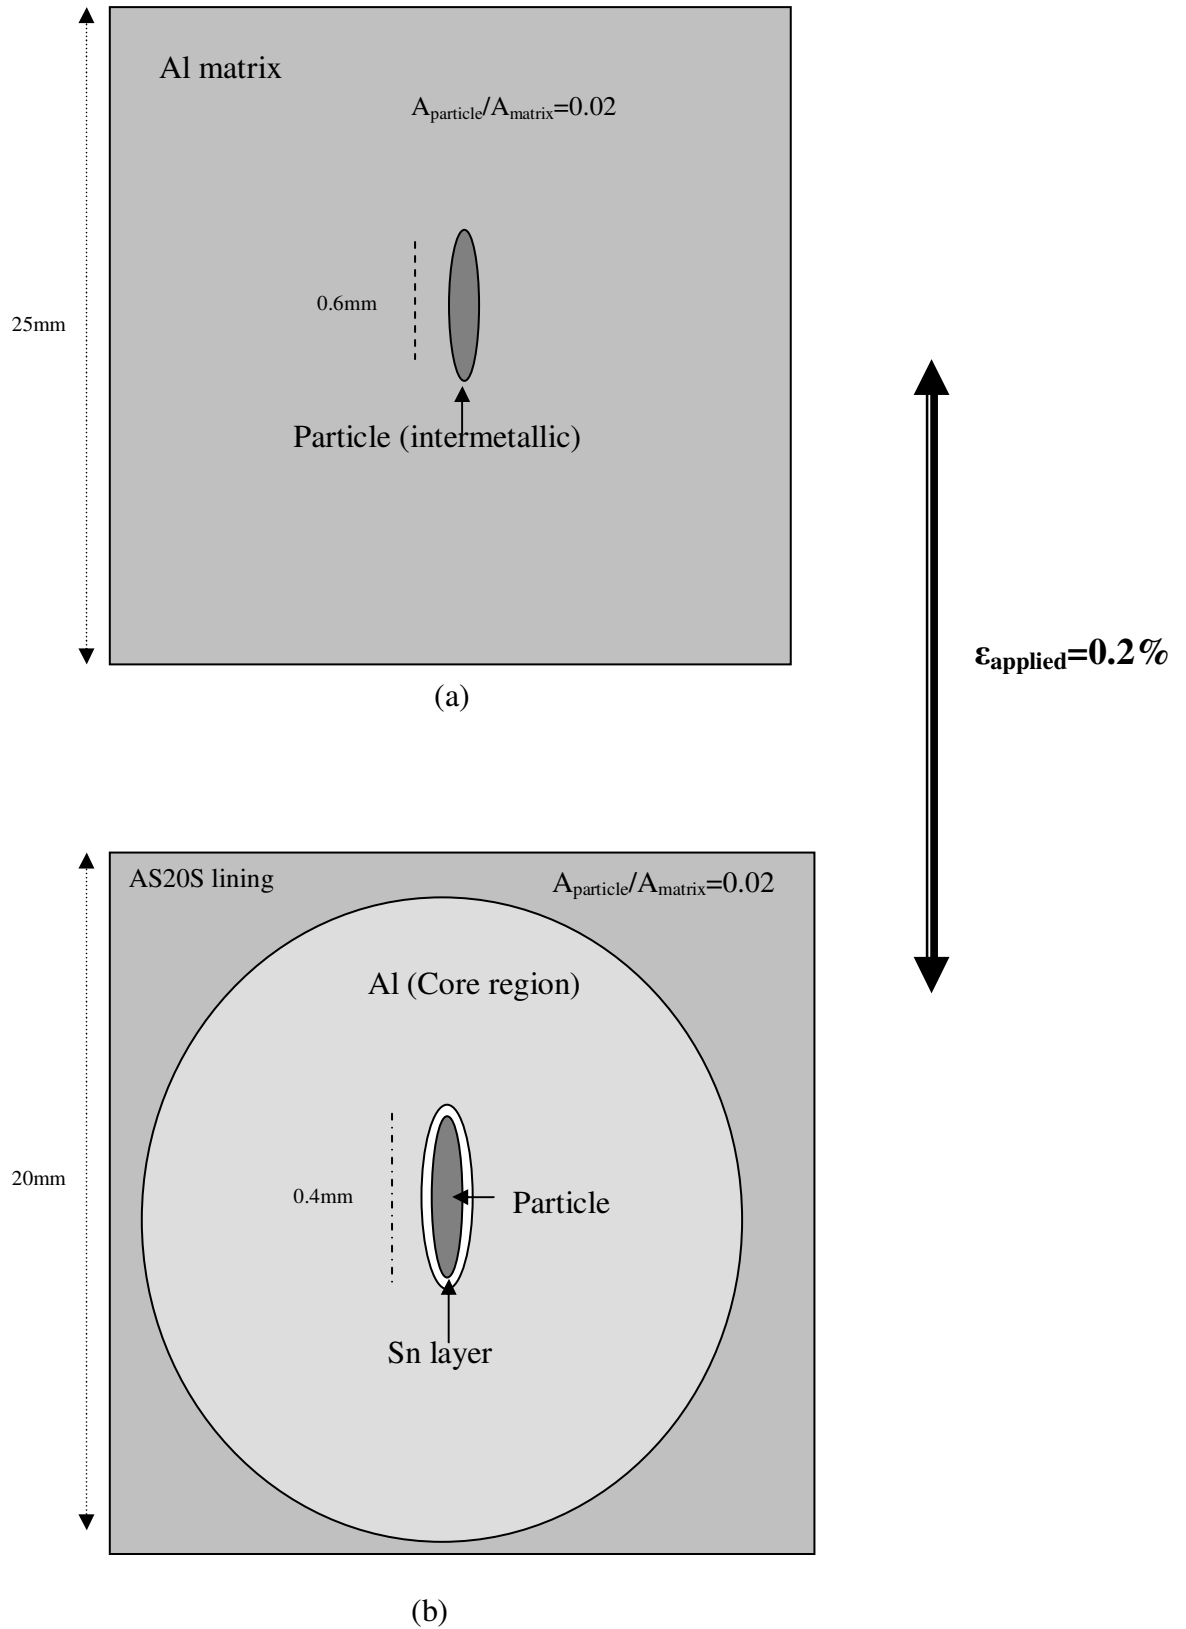 Al matrix
A_particle/A_matrix=0.02
0.6mm
25mm
Particle (intermetallic)
(a)
ε_applied=0.2%
AS20S lining
A_particle/A_matrix=0.02
Al (Core region)
20mm
0.4mm
Particle
Sn layer
(b)